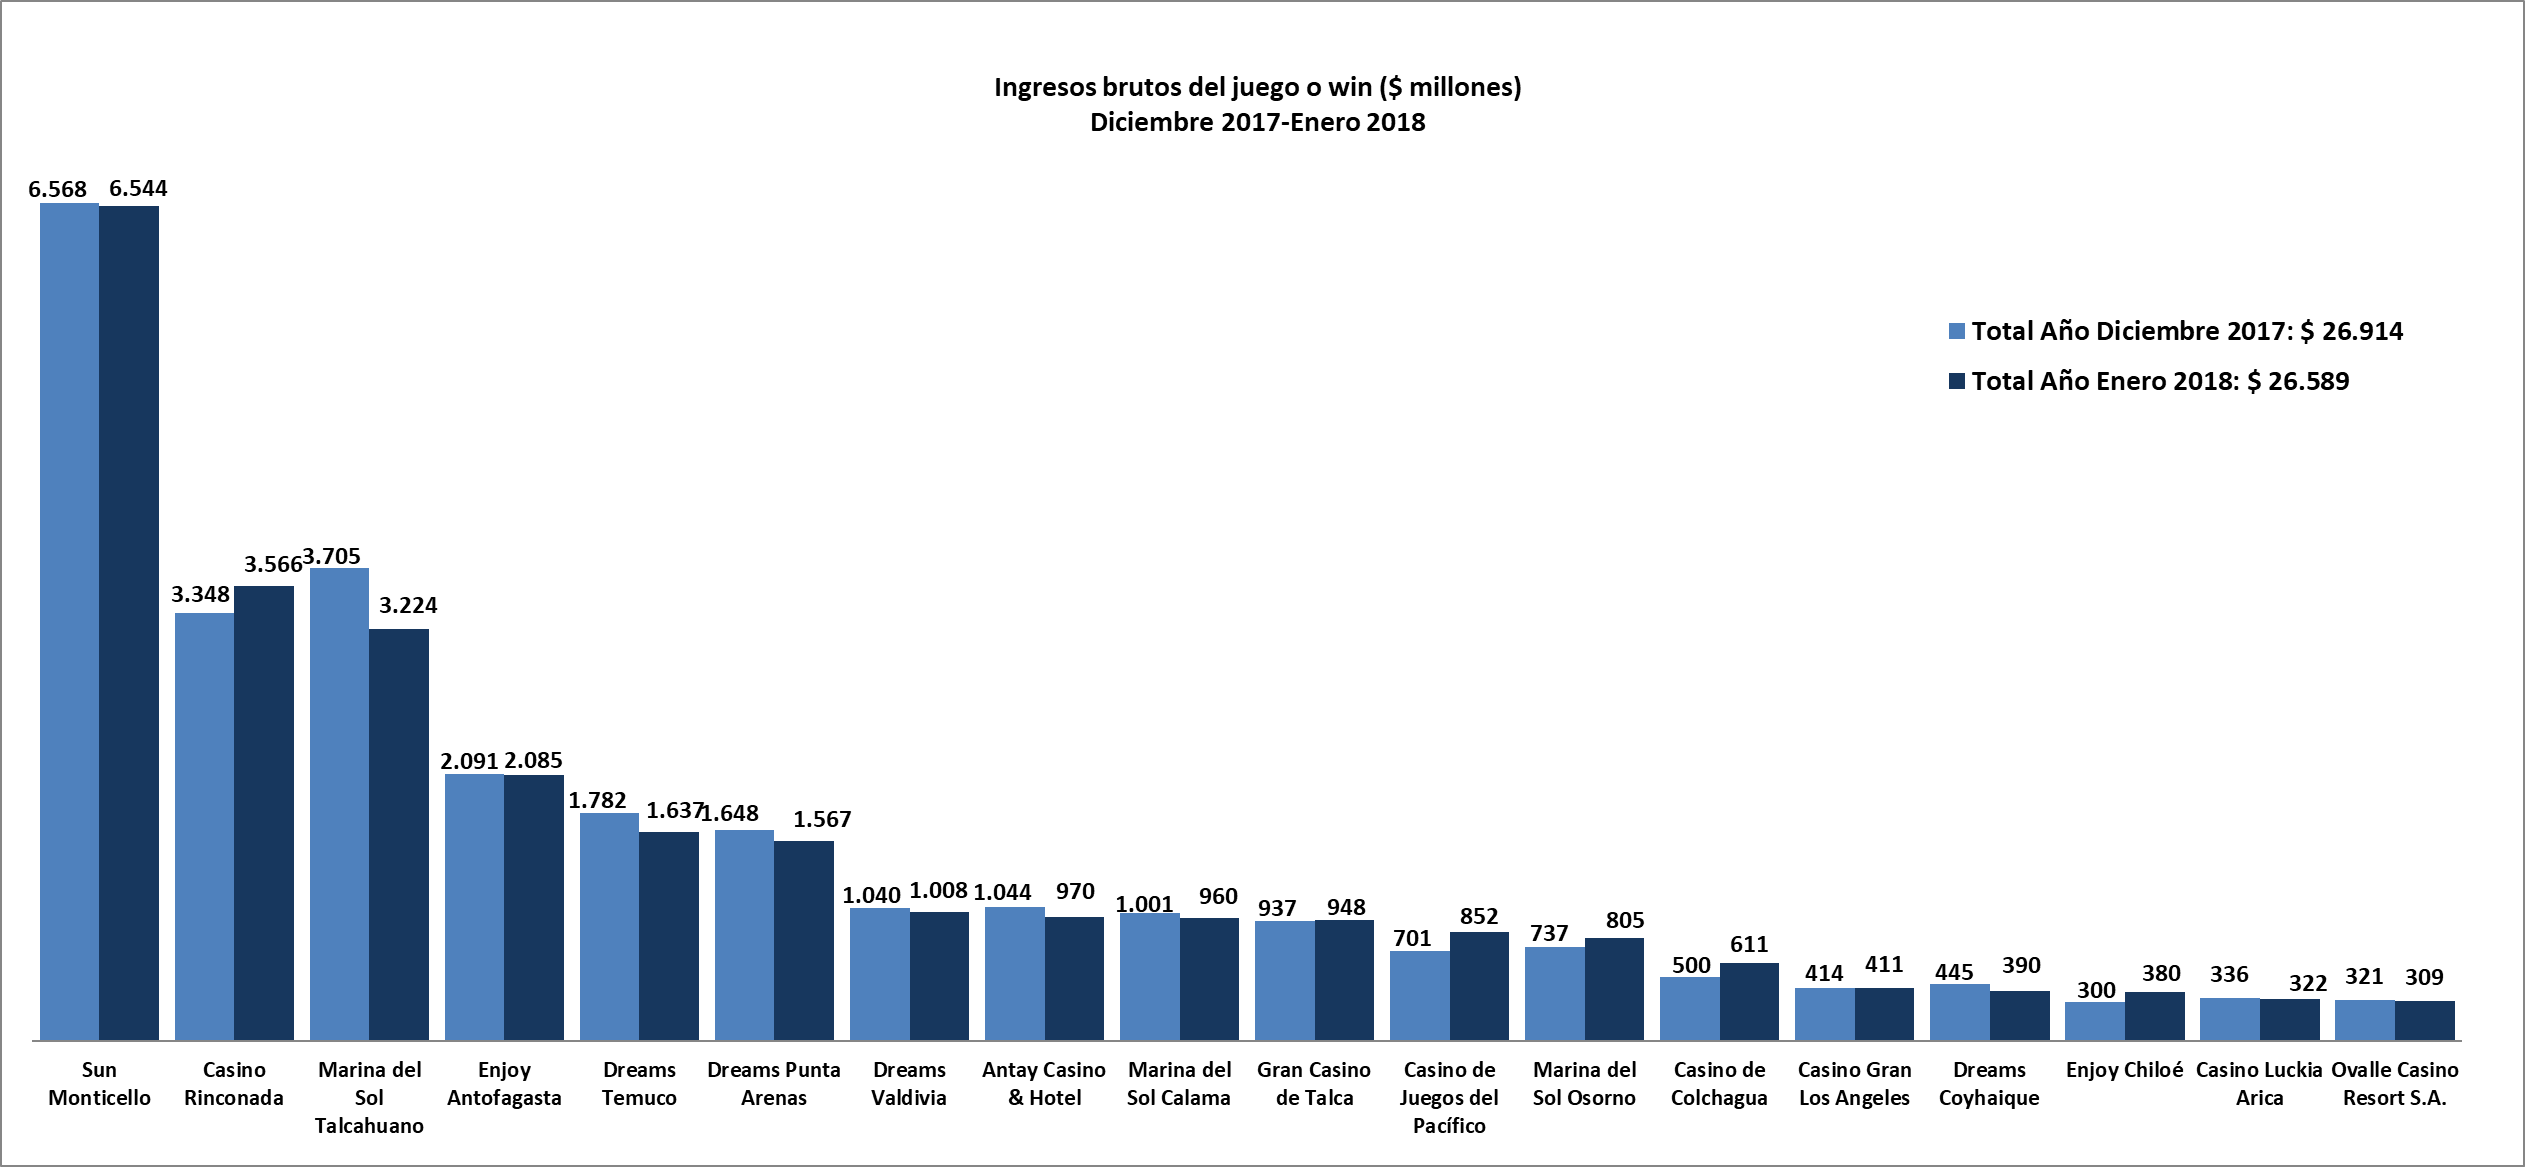 Ingresos brutos del juego o win ($ millones)
Diciembre 2017-Enero 2018
Total Año Diciembre 2017: $ 26.914
Total Año Enero 2018: $ 26.589
6.568 6.544
3.348 3.566
3.705 3.224
2.091 2.085
1.782 1.637
1.648 1.567
1.040 1.008
1.044 970
1.001 960
937 948
701 852
737 805
500 611
414 411
445 390
300 380
336 322
321 309
Sun
Monticello
Casino
Rinconada
Marina del
Sol
Talcahuano
Enjoy
Antofagasta
Dreams
Temuco
Dreams Punta
Arenas
Dreams
Valdivia
Antay Casino
& Hotel
Marina del
Sol Calama
Gran Casino
de Talca
Casino de
Juegos del
Pacífico
Marina del
Sol Osorno
Casino de
Colchagua
Casino Gran
Los Angeles
Dreams
Coyhaique
Enjoy Chiloé
Casino Luckia
Arica
Ovalle Casino
Resort S.A.